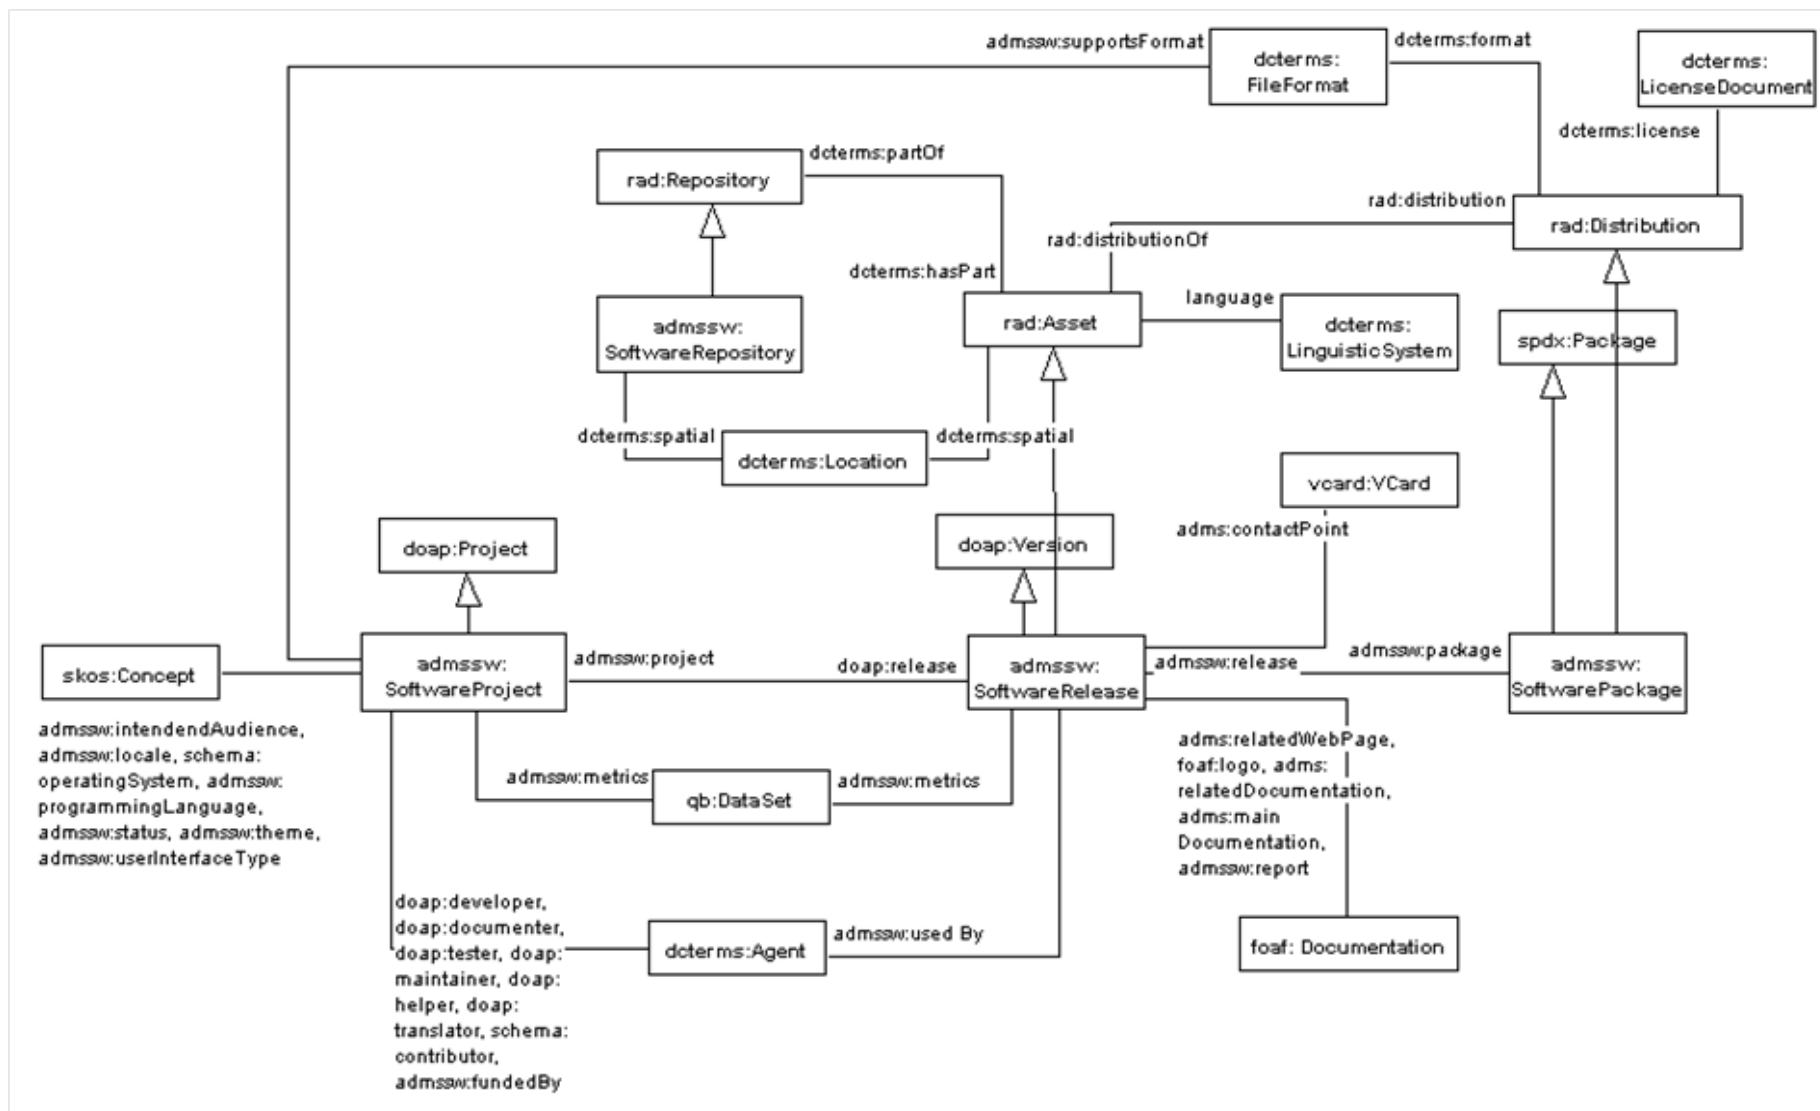 admssw:supportsFormat
dcterms:
FileFormat
dcterms:format
dcterms:
LicenseDocument
dcterms:license
dcterms:partOf
rad:Repository
rad:distribution
rad:Distribution
rad:distributionOf
dcterms:hasPart
language
admssw:
SoftwareRepository
rad:Asset
dcterms:
LinguisticSystem
spdx:Package
dcterms:spatial
dcterms:Location
dcterms:spatial
vcard:VCard
adms:contactPoint
doap:Project
doap:Version
skos:Concept
admssw:
SoftwareProject
admssw:project
doap:release
admssw:
SoftwareRelease
admssw:release
admssw:package
admssw:
SoftwarePackage
admssw:intendendAudience,
admssw:locale, schema:
operatingSystem, admssw:
programmingLanguage,
admssw:status, admssw:theme,
admssw:userInterfaceType
admssw:metrics
qb:DataSet
admssw:metrics
adms:relatedWebPage,
foaf:logo, adms:
relatedDocumentation,
adms:main
Documentation,
admssw:report
doap:developer,
doap:documenter,
doap:tester, doap:
maintainer, doap:
helper, doap:
translator, schema:
contributor,
admssw:fundedBy
dcterms:Agent
admssw:used By
foaf: Documentation